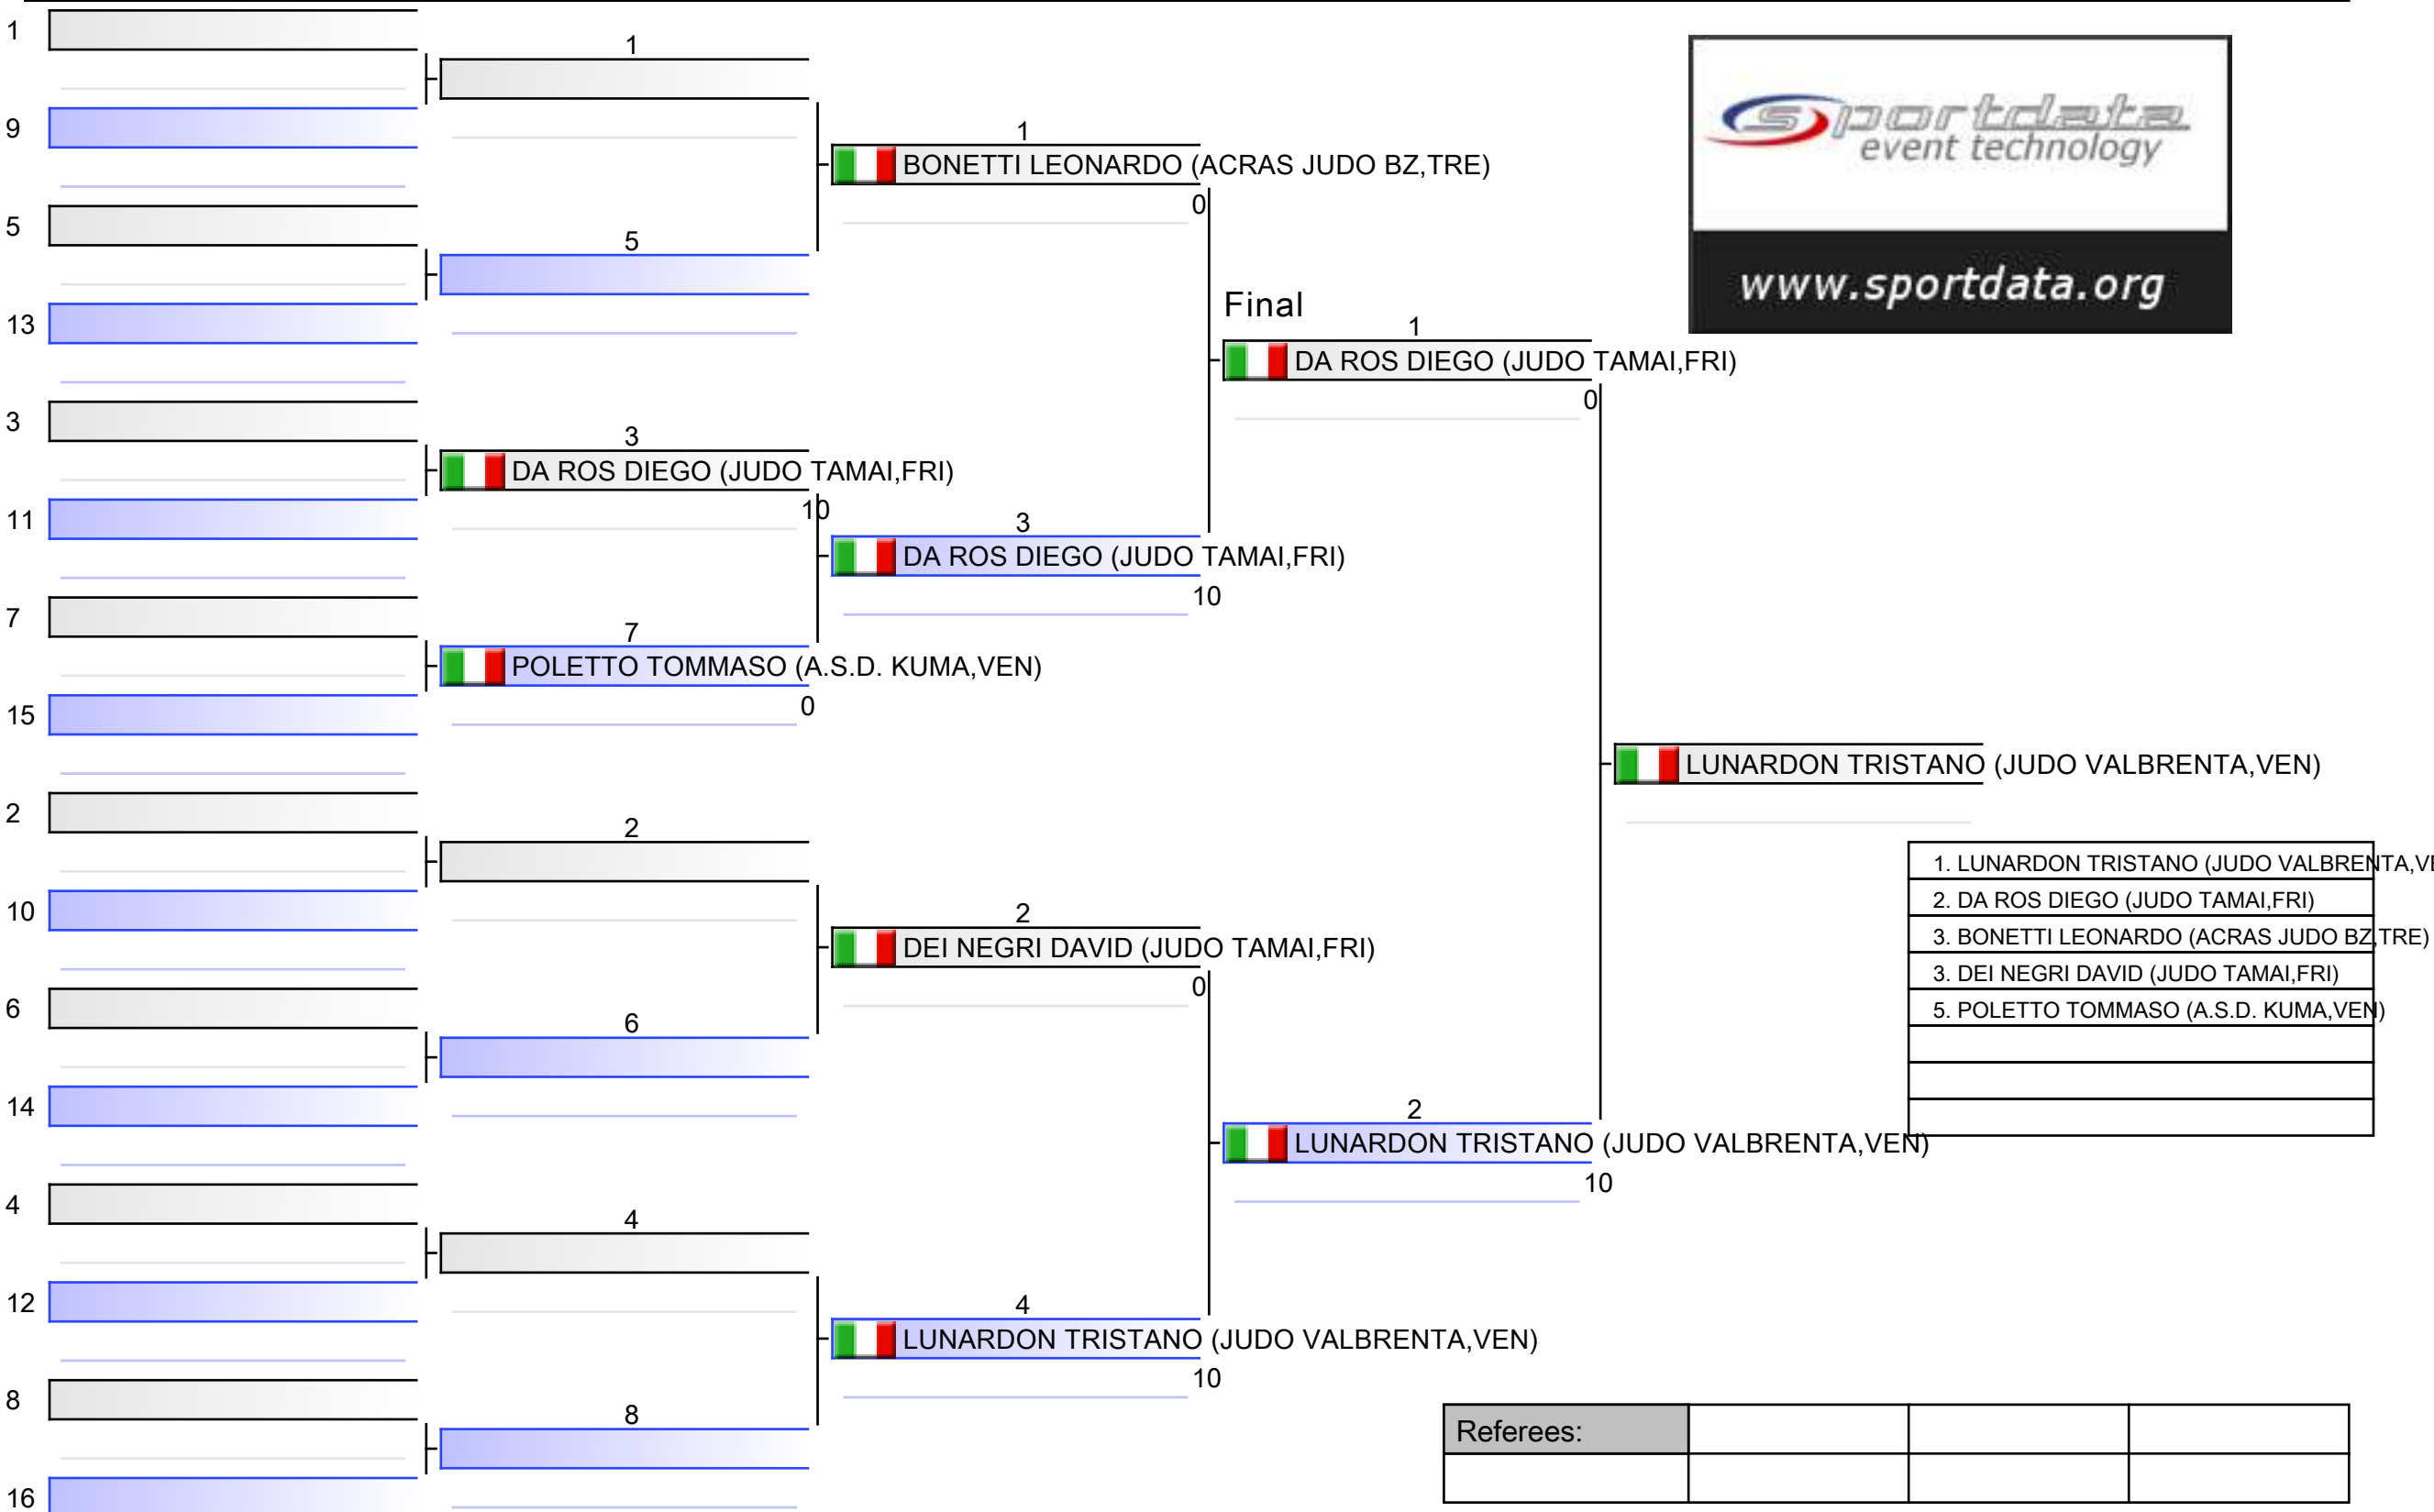 1
9
5
13
3
11
7
15
2
10
6
14
4
12
8
16
1
5
3
DA ROS DIEGO (JUDO TAMAI,FRI)
10
7
POLETTO TOMMASO (A.S.D. KUMA,VEN)
0
2
6
4
8
1
BONETTI LEONARDO (ACRAS JUDO BZ,TRE)
0
3
DA ROS DIEGO (JUDO TAMAI,FRI)
10
2
DEI NEGRI DAVID (JUDO TAMAI,FRI)
0
4
LUNARDON TRISTANO (JUDO VALBRENTA,VEN)
10
Final
1
DA ROS DIEGO (JUDO TAMAI,FRI)
0
2
LUNARDON TRISTANO (JUDO VALBRENTA,VEN)
10
LUNARDON TRISTANO (JUDO VALBRENTA,VEN)
sportdata
event technology
www.sportdata.org
1. LUNARDON TRISTANO (JUDO VALBRENTA,VE
2. DA ROS DIEGO (JUDO TAMAI,FRI)
3. BONETTI LEONARDO (ACRAS JUDO BZ,TRE)
3. DEI NEGRI DAVID (JUDO TAMAI,FRI)
5. POLETTO TOMMASO (A.S.D. KUMA,VEN)
Referees: